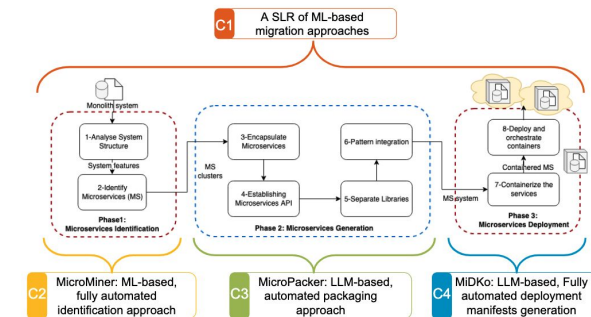 C1
A SLR of ML-based
migration approaches
Monolith system
1-Analyse System
Structure
System features
2-Identify
Microservices (MS)
Phase1:
Microservices Identification
MS
clusters
3-Encapsulate
Microservices
4-Establishing
Microservices API
5-Separate Libraries
6-Pattern integration
Phase 2: Microservices Generation
MS system
8-Deploy and
orchestrate
containers
Containered MS
7-Containerize the
services
Phase 3:
Microservices Deployment
C2
MicroMiner: ML-based,
fully automated
identification approach
C3
MicroPacker: LLM-based,
automated packaging
approach
C4
MiDKo: LLM-based, Fully
automated deployment
manifests generation